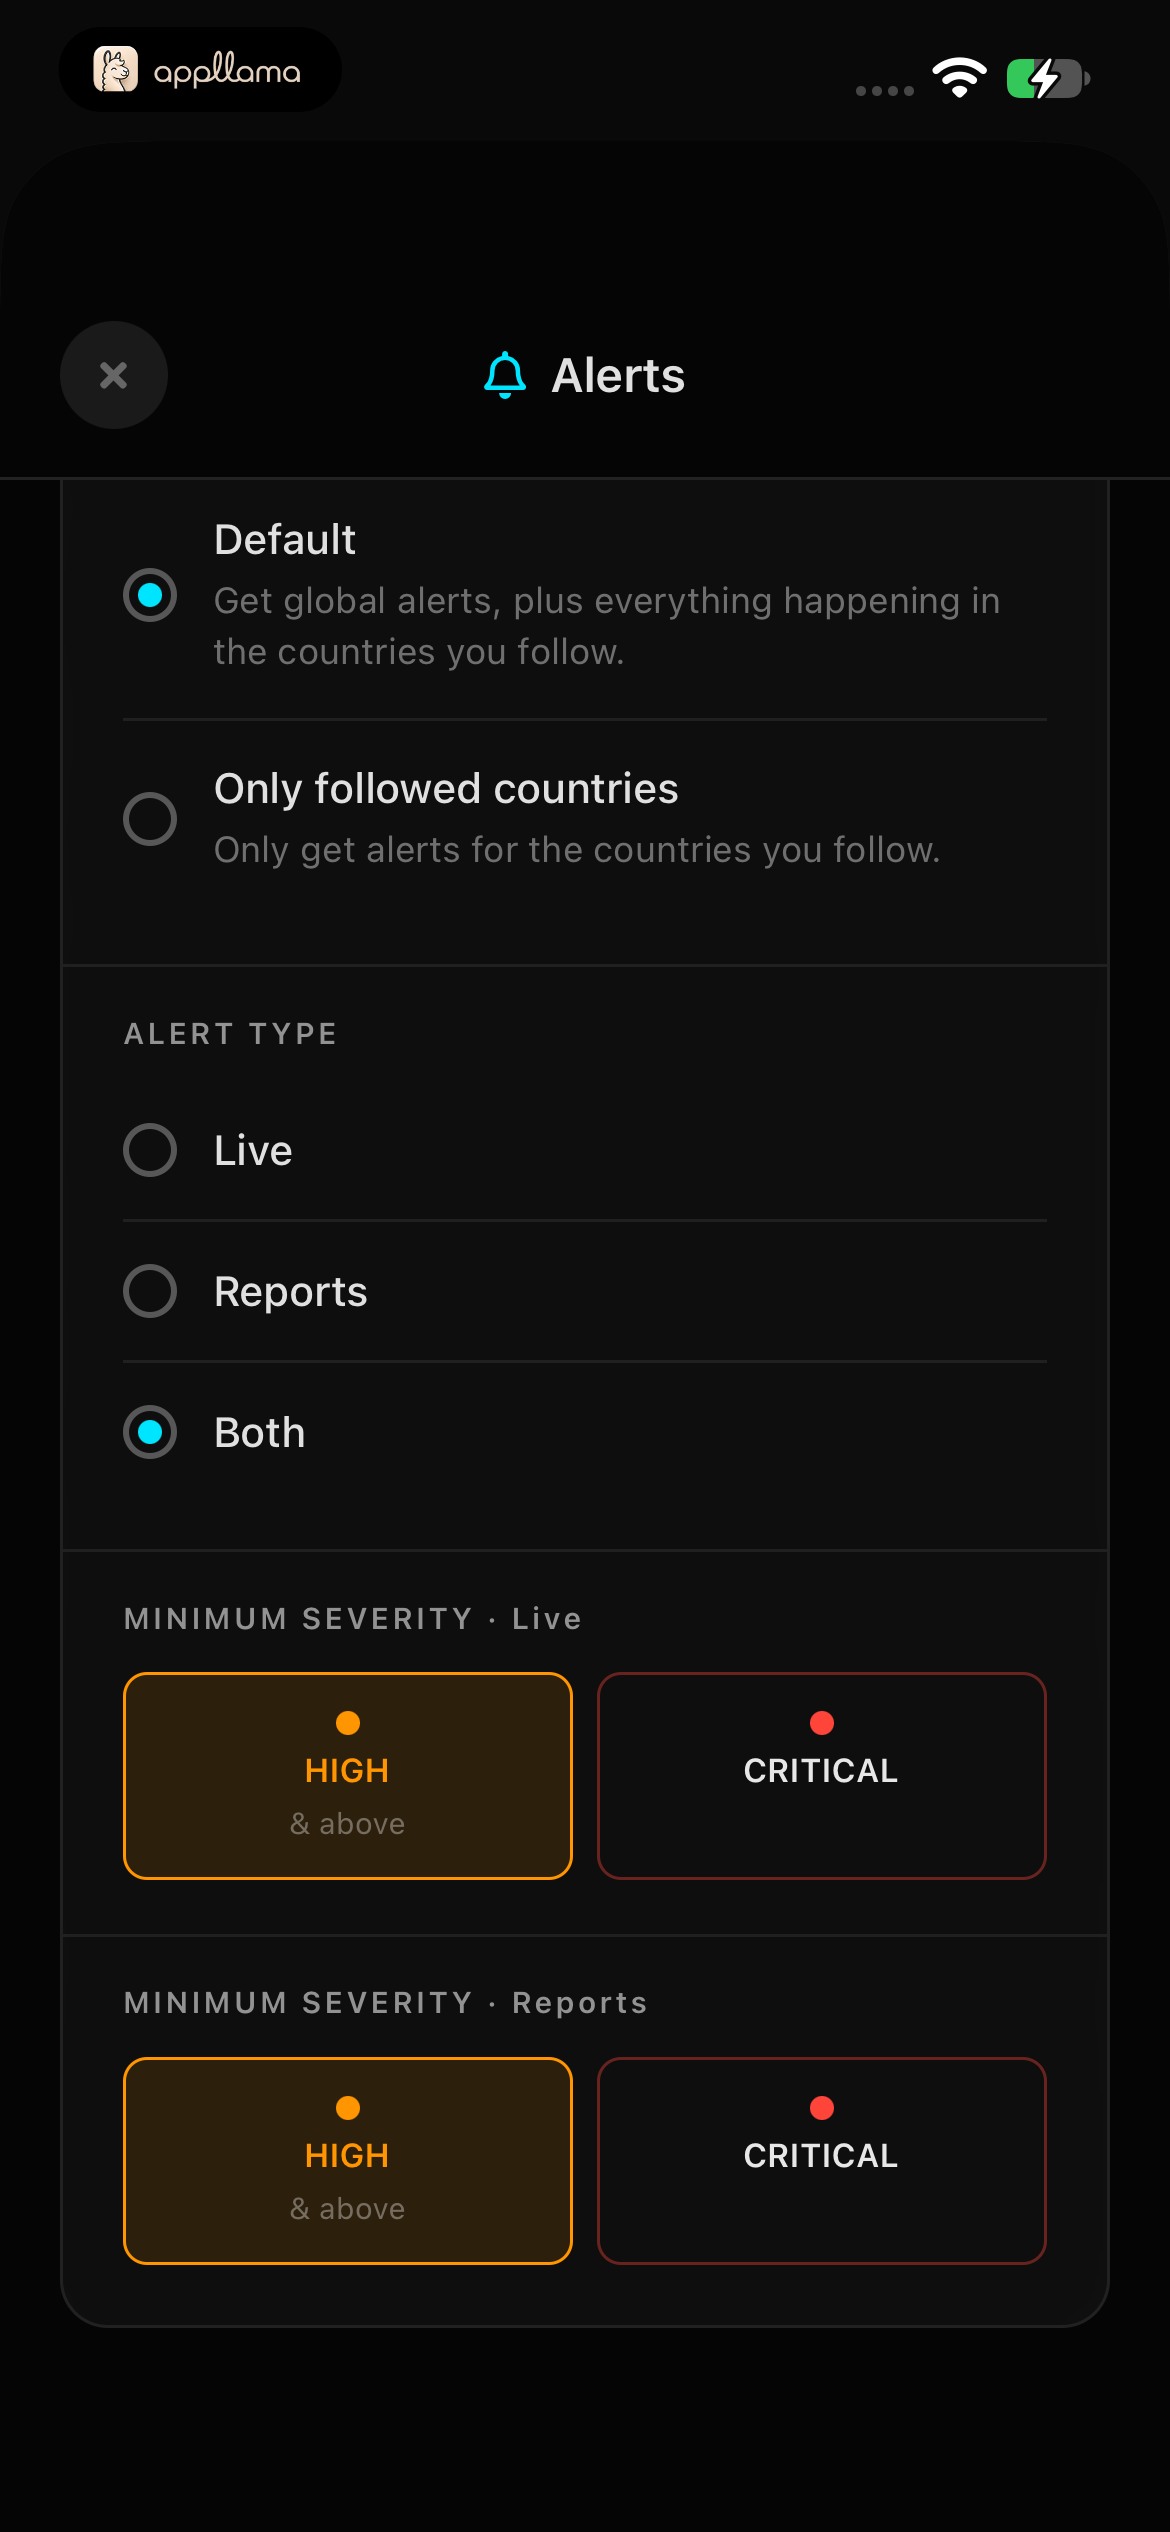 appllama
Alerts
Default
Get global alerts, plus everything happening in
the countries you follow.
Only followed countries
Only get alerts for the countries you follow.
ALERT TYPE
Live
Reports
Both
MINIMUM SEVERITY · Live
HIGH
& above
CRITICAL
MINIMUM SEVERITY · Reports
HIGH
& above
CRITICAL